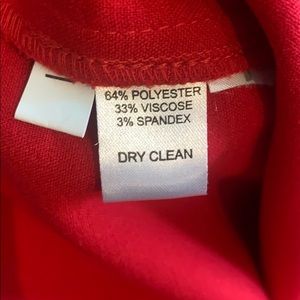 64% POLYESTER
33% VISCOSE
3% SPANDEX
DRY CLEAN